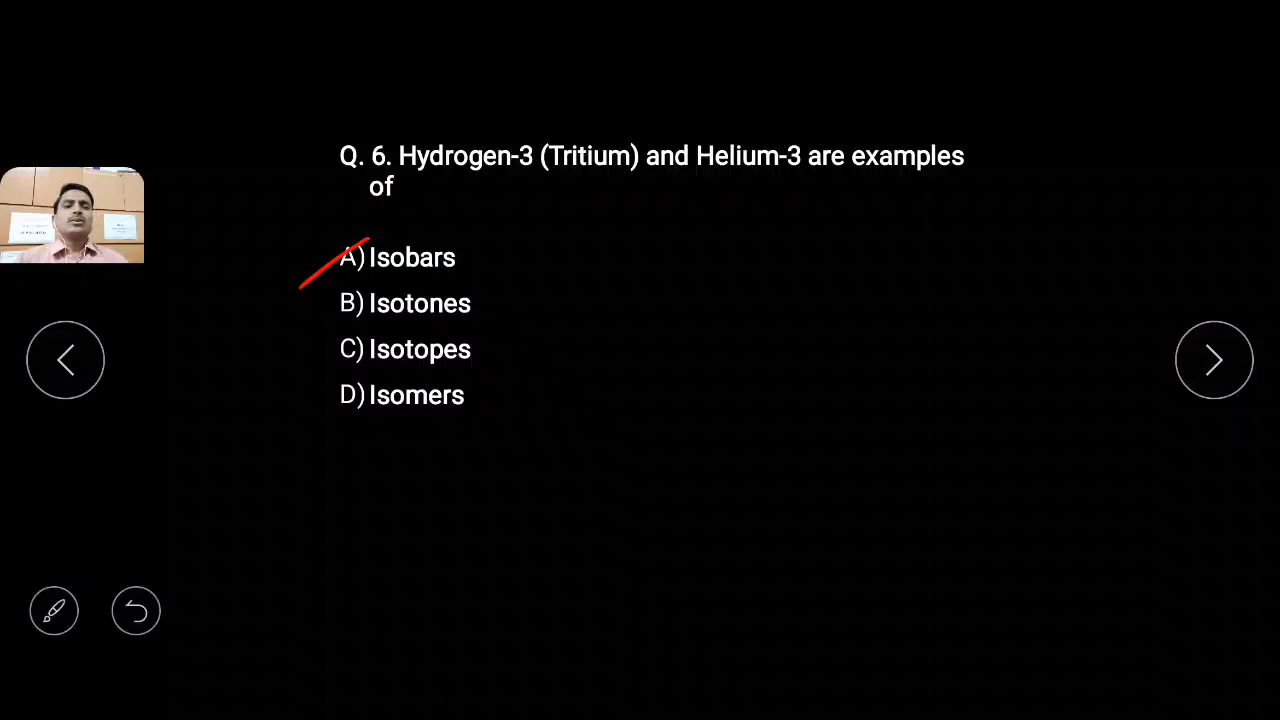 Q. 6. Hydrogen-3 (Tritium) and Helium-3 are examples
of
A) Isobars
B) Isotones
C) Isotopes
D) Isomers